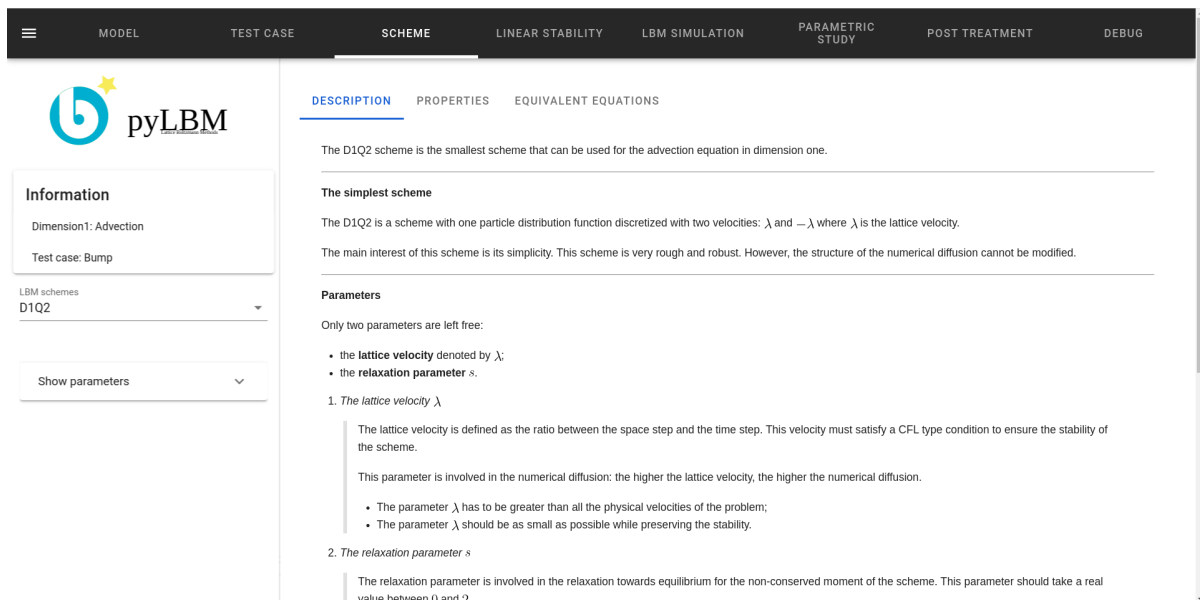 MODEL
TEST CASE
SCHEME
LINEAR STABILITY
LBM SIMULATION
PARAMETRIC
STUDY
POST TREATMENT
DEBUG
pyLBM
Lattice Boltzmann Methods
Information
Dimension1: Advection
Test case: Bump
LBM schemes
D1Q2
Show parameters
DESCRIPTION
PROPERTIES
EQUIVALENT EQUATIONS
The D1Q2 scheme is the smallest scheme that can be used for the advection equation in dimension one.
The simplest scheme
The D1Q2 is a scheme with one particle distribution function discretized with two velocities: λ and −λ where λ is the lattice velocity.
The main interest of this scheme is its simplicity. This scheme is very rough and robust. However, the structure of the numerical diffusion cannot be modified.
Parameters
Only two parameters are left free:
• the lattice velocity denoted by λ;
• the relaxation parameter s.
1. The lattice velocity λ
The lattice velocity is defined as the ratio between the space step and the time step. This velocity must satisfy a CFL type condition to ensure the stability of
the scheme.
This parameter is involved in the numerical diffusion: the higher the lattice velocity, the higher the numerical diffusion.
• The parameter λ has to be greater than all the physical velocities of the problem;
• The parameter λ should be as small as possible while preserving the stability.
2. The relaxation parameter s
The relaxation parameter is involved in the relaxation towards equilibrium for the non-conserved moment of the scheme. This parameter should take a real
value between 0 and 2